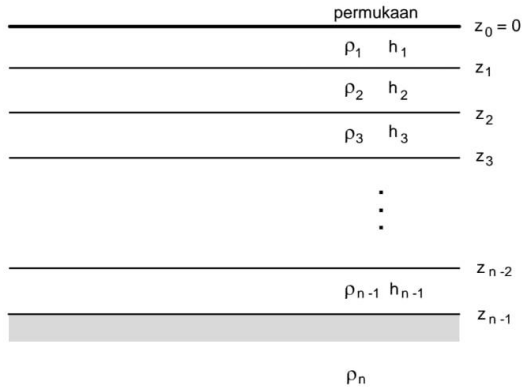 permukaan
z₀ = 0
ρ₁ h₁
z₁
ρ₂ h₂
z₂
ρ₃ h₃
z₃
zₙ₋₂
ρₙ₋₁ hₙ₋₁
zₙ₋₁
ρₙ